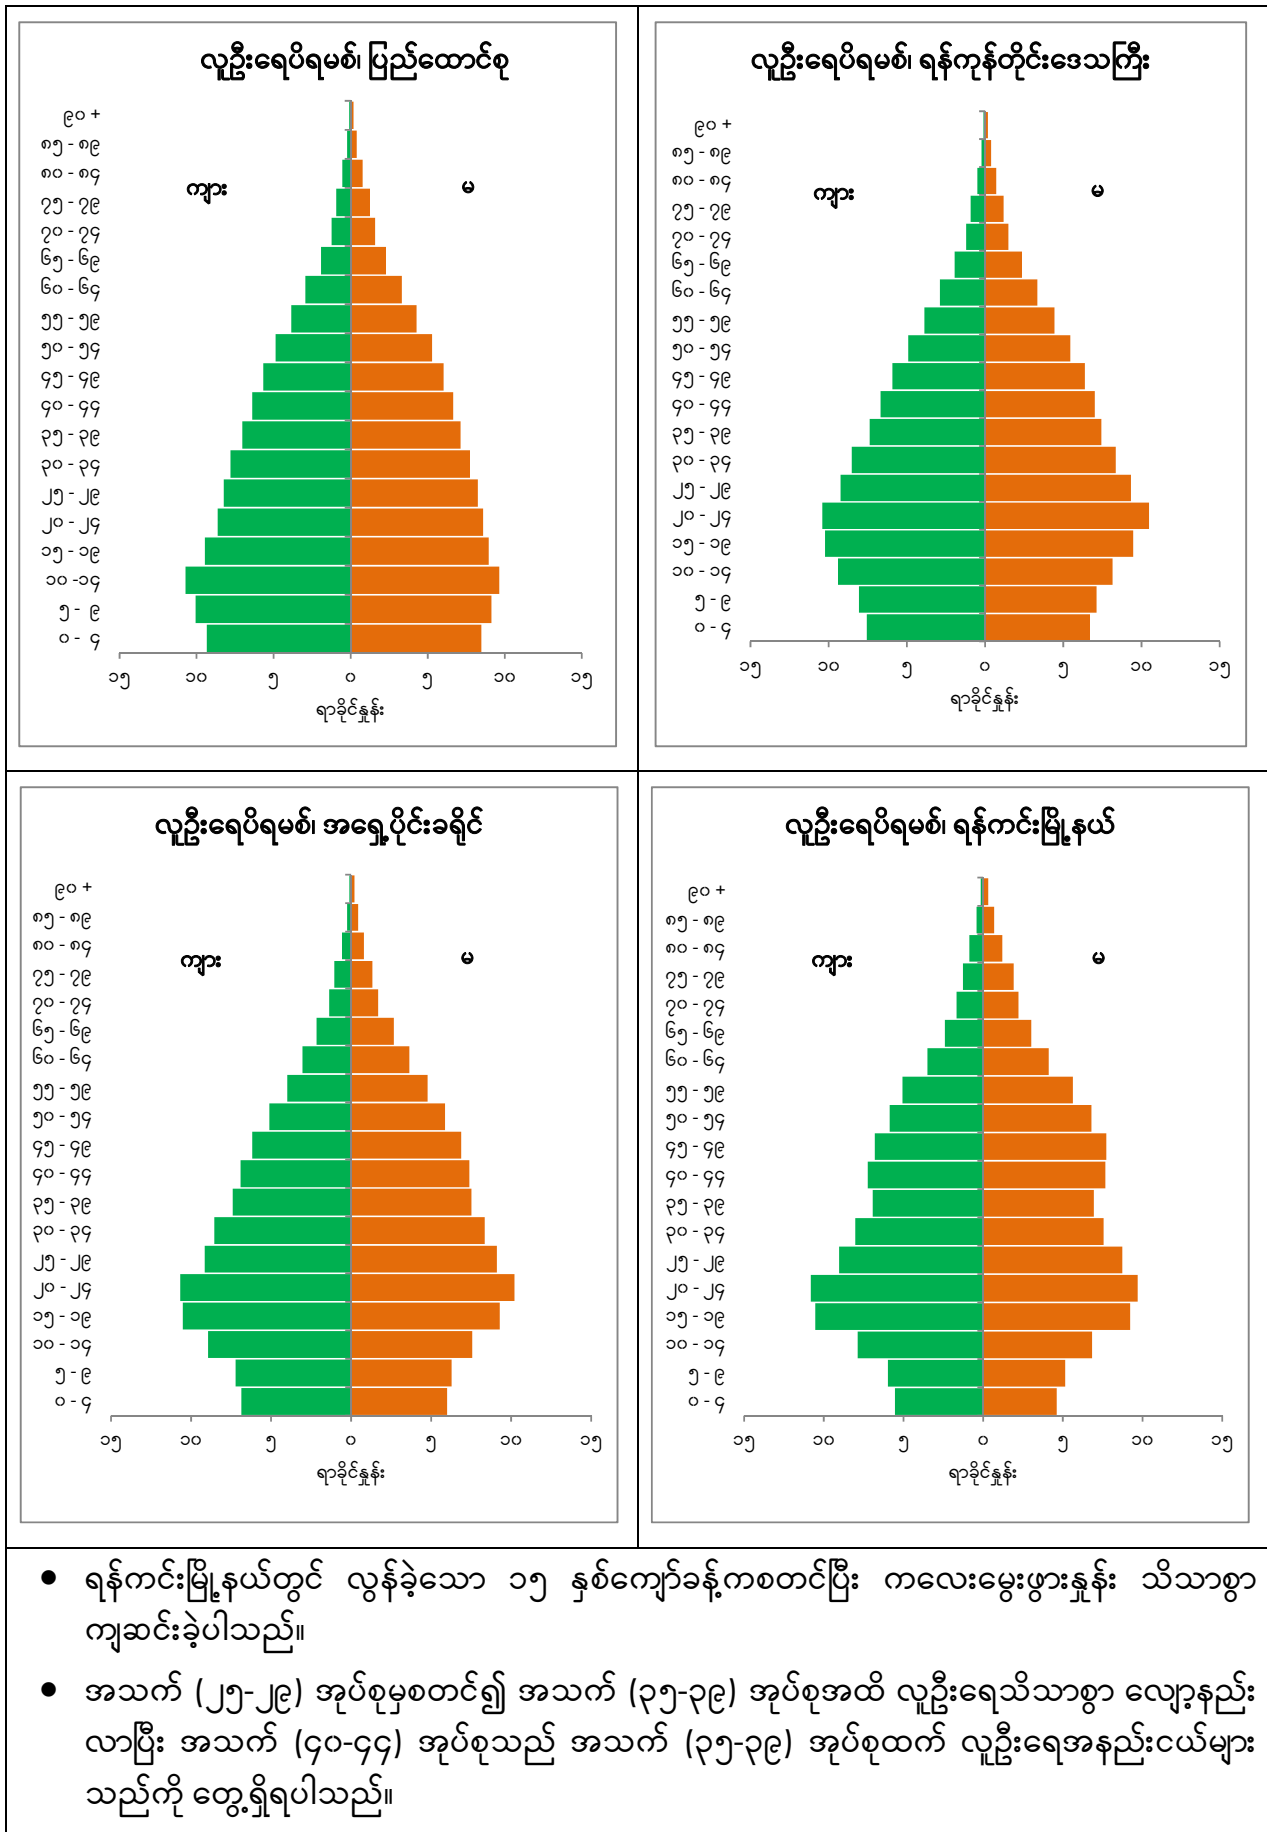 လူဦးရေပိရမစ်၊ ပြည်ထောင်စု
၉၀ +
၈၅ - ၈၉
၈၀ - ၈၄
၇၅ - ၇၉
၇၀ - ၇၄
၆၅ - ၆၉
၆၀ - ၆၄
၅၅ - ၅၉
၅၀ - ၅၄
၄၅ - ၄၉
၄၀ - ၄၄
၃၅ - ၃၉
၃၀ - ၃၄
၂၅ - ၂၉
၂၀ - ၂၄
၁၅ - ၁၉
၁၀ -၁၄
၅ - ၉
၀ - ၄
ကျား မ
၁၅ ၁၀ ၅ ၀ ၅ ၁၀ ၁၅
ရာခိုင်နှုန်း
လူဦးရေပိရမစ်၊ ရန်ကုန်တိုင်းဒေသကြီး
၉၀ +
၈၅ - ၈၉
၈၀ - ၈၄
၇၅ - ၇၉
၇၀ - ၇၄
၆၅ - ၆၉
၆၀ - ၆၄
၅၅ - ၅၉
၅၀ - ၅၄
၄၅ - ၄၉
၄၀ - ၄၄
၃၅ - ၃၉
၃၀ - ၃၄
၂၅ - ၂၉
၂၀ - ၂၄
၁၅ - ၁၉
၁၀ - ၁၄
၅ - ၉
၀ - ၄
ကျား မ
၁၅ ၁၀ ၅ ၀ ၅ ၁၀ ၁၅
ရာခိုင်နှုန်း
လူဦးရေပိရမစ်၊ အရှေ့ပိုင်းခရိုင်
၉၀ +
၈၅ - ၈၉
၈၀ - ၈၄
၇၅ - ၇၉
၇၀ - ၇၄
၆၅ - ၆၉
၆၀ - ၆၄
၅၅ - ၅၉
၅၀ - ၅၄
၄၅ - ၄၉
၄၀ - ၄၄
၃၅ - ၃၉
၃၀ - ၃၄
၂၅ - ၂၉
၂၀ - ၂၄
၁၅ - ၁၉
၁၀ - ၁၄
၅ - ၉
၀ - ၄
ကျား မ
၁၅ ၁၀ ၅ ၀ ၅ ၁၀ ၁၅
ရာခိုင်နှုန်း
လူဦးရေပိရမစ်၊ ရန်ကင်းမြို့နယ်
၉၀ +
၈၅ - ၈၉
၈၀ - ၈၄
၇၅ - ၇၉
၇၀ - ၇၄
၆၅ - ၆၉
၆၀ - ၆၄
၅၅ - ၅၉
၅၀ - ၅၄
၄၅ - ၄၉
၄၀ - ၄၄
၃၅ - ၃၉
၃၀ - ၃၄
၂၅ - ၂၉
၂၀ - ၂၄
၁၅ - ၁၉
၁၀ - ၁၄
၅ - ၉
၀ - ၄
ကျား မ
၁၅ ၁၀ ၅ ၀ ၅ ၁၀ ၁၅
ရာခိုင်နှုန်း
● ရန်ကင်းမြို့နယ်တွင် လွန်ခဲ့သော ၁၅ နှစ်ကျော်ခန့်ကစတင်ပြီး ကလေးမွေးဖွားနှုန်း သိသာစွာ
ကျဆင်းခဲ့ပါသည်။
● အသက် (၂၅-၂၉) အုပ်စုမှစတင်၍ အသက် (၃၅-၃၉) အုပ်စုအထိ လူဦးရေသိသာစွာ လျော့နည်း
လာပြီး အသက် (၄၀-၄၄) အုပ်စုသည် အသက် (၃၅-၃၉) အုပ်စုထက် လူဦးရေအနည်းငယ်များ
သည်ကို တွေ့ရှိရပါသည်။